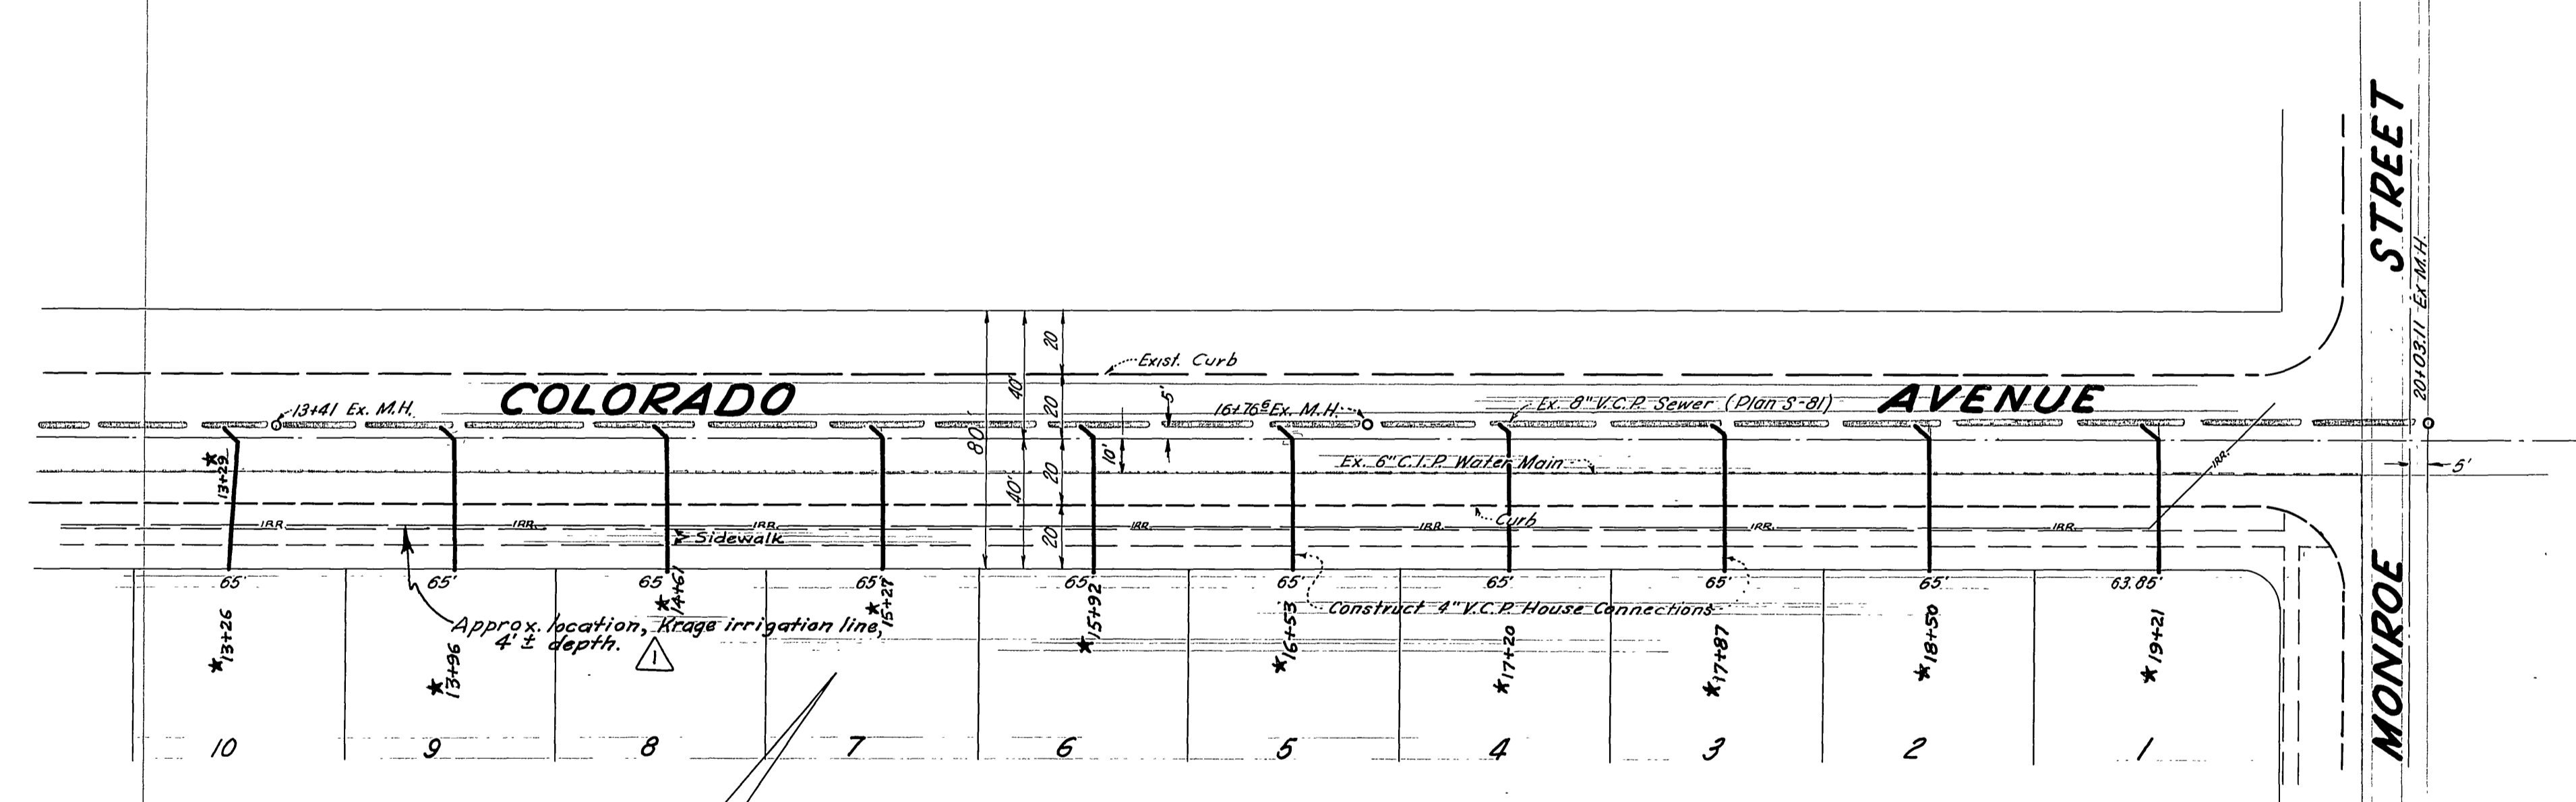 COLORADO
AVENUE
STREET
MONROE
20+03.11 Ex M.H.
Exist. Curb
20
40'
20
80'
5'
13+41 Ex. M.H.
16+76⁶ Ex. M.H.
Ex. 8" V.C.P. Sewer (Plan S-81)
★
13+29
10'
20
40'
20
Ex. 6" C.I.P. Water Main
5'
IRR.
Curb
IRR.
IRR.
IRR.
IRR.
IRR.
IRR.
IRR.
Sidewalk
65'
65'
65'
65'
65'
65'
65'
65'
65'
63.85'
★13+26
★13+96
★14+61
★15+27
★15+92
★16+53
★17+20
★17+87
★18+50
★19+21
Construct 4" V.C.P. House Connections
Approx. location, Krage irrigation line,
4' ± depth.
1
10
9
8
7
6
5
4
3
2
1